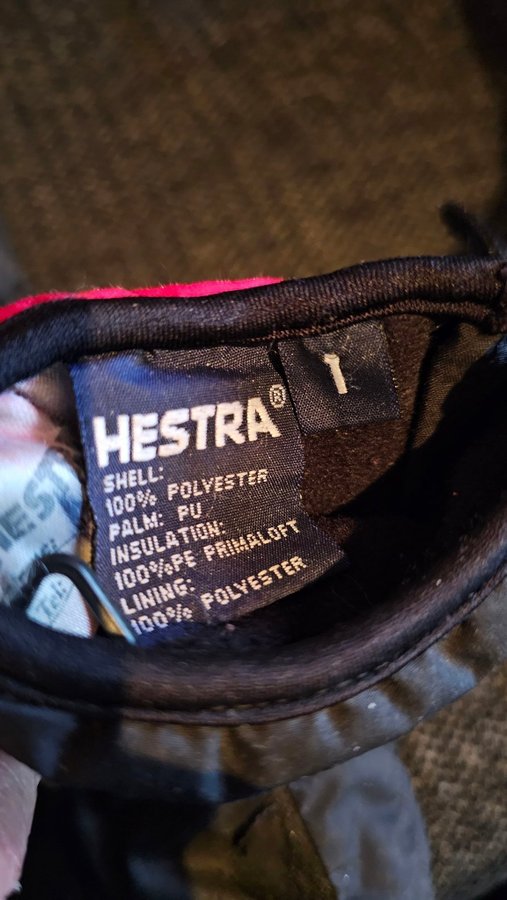 HESTRA®
SHELL:
100% POLYESTER
PALM: PU
INSULATION:
100%PE PRIMALOFT
LINING:
100% POLYESTER
1